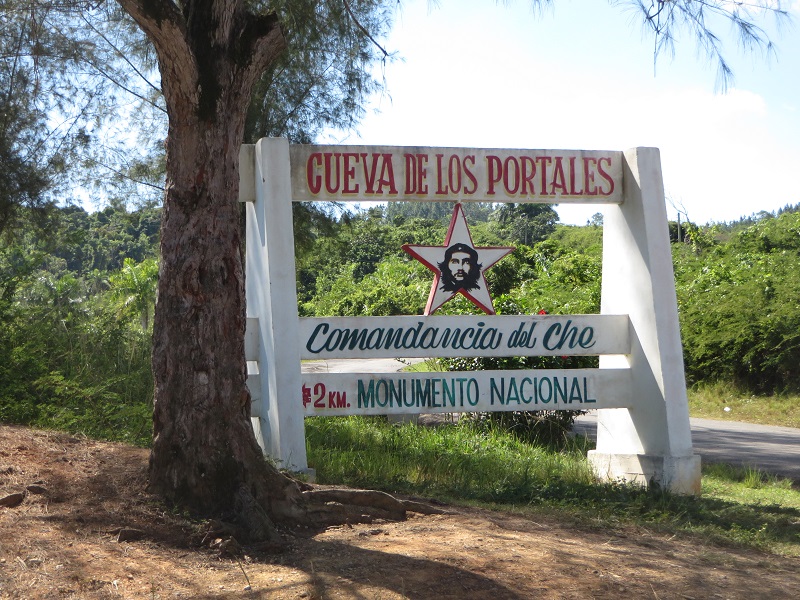 CUEVA DE LOS PORTALES
Comandancia del Che
2 KM. MONUMENTO NACIONAL